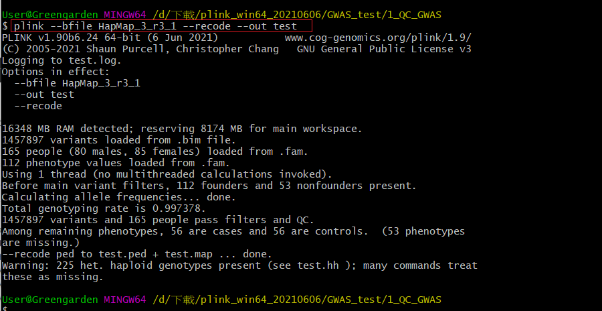 User@Greengarden MINGW64 /d/下載/plink_win64_20210606/GWAS_test/1_QC_GWAS
$ plink --bfile HapMap_3_r3_1 --recode --out test
PLINK v1.90b6.24 64-bit (6 Jun 2021)           www.cog-genomics.org/plink/1.9/
(C) 2005-2021 Shaun Purcell, Christopher Chang   GNU General Public License v3
Logging to test.log.
Options in effect:
  --bfile HapMap_3_r3_1
  --out test
  --recode

16348 MB RAM detected; reserving 8174 MB for main workspace.
1457897 variants loaded from .bim file.
165 people (80 males, 85 females) loaded from .fam.
112 phenotype values loaded from .fam.
Using 1 thread (no multithreaded calculations invoked).
Before main variant filters, 112 founders and 53 nonfounders present.
Calculating allele frequencies... done.
Total genotyping rate is 0.997378.
1457897 variants and 165 people pass filters and QC.
Among remaining phenotypes, 56 are cases and 56 are controls.  (53 phenotypes
are missing.)
--recode ped to test.ped + test.map ... done.
Warning: 225 het. haploid genotypes present (see test.hh ); many commands treat
these as missing.

User@Greengarden MINGW64 /d/下載/plink_win64_20210606/GWAS_test/1_QC_GWAS
$